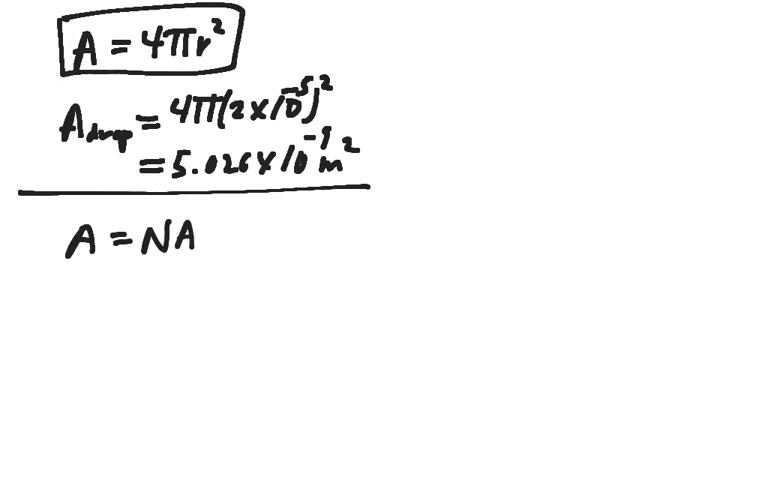 A = 4πr²
A_drop = 4π(2×10⁻⁵)²
= 5.026×10⁻⁹ m²
A = NA